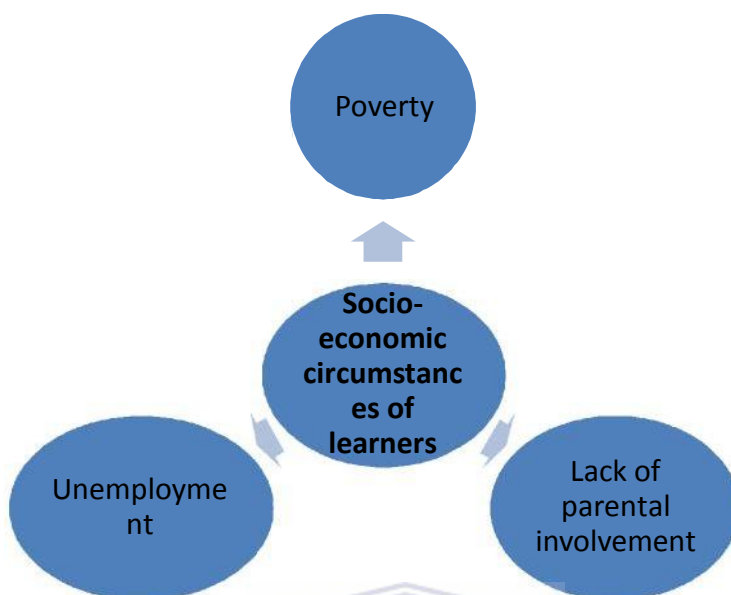 Poverty
Socio-
economic
circumstanc
es of
learners
Unemployme
nt
Lack of
parental
involvement